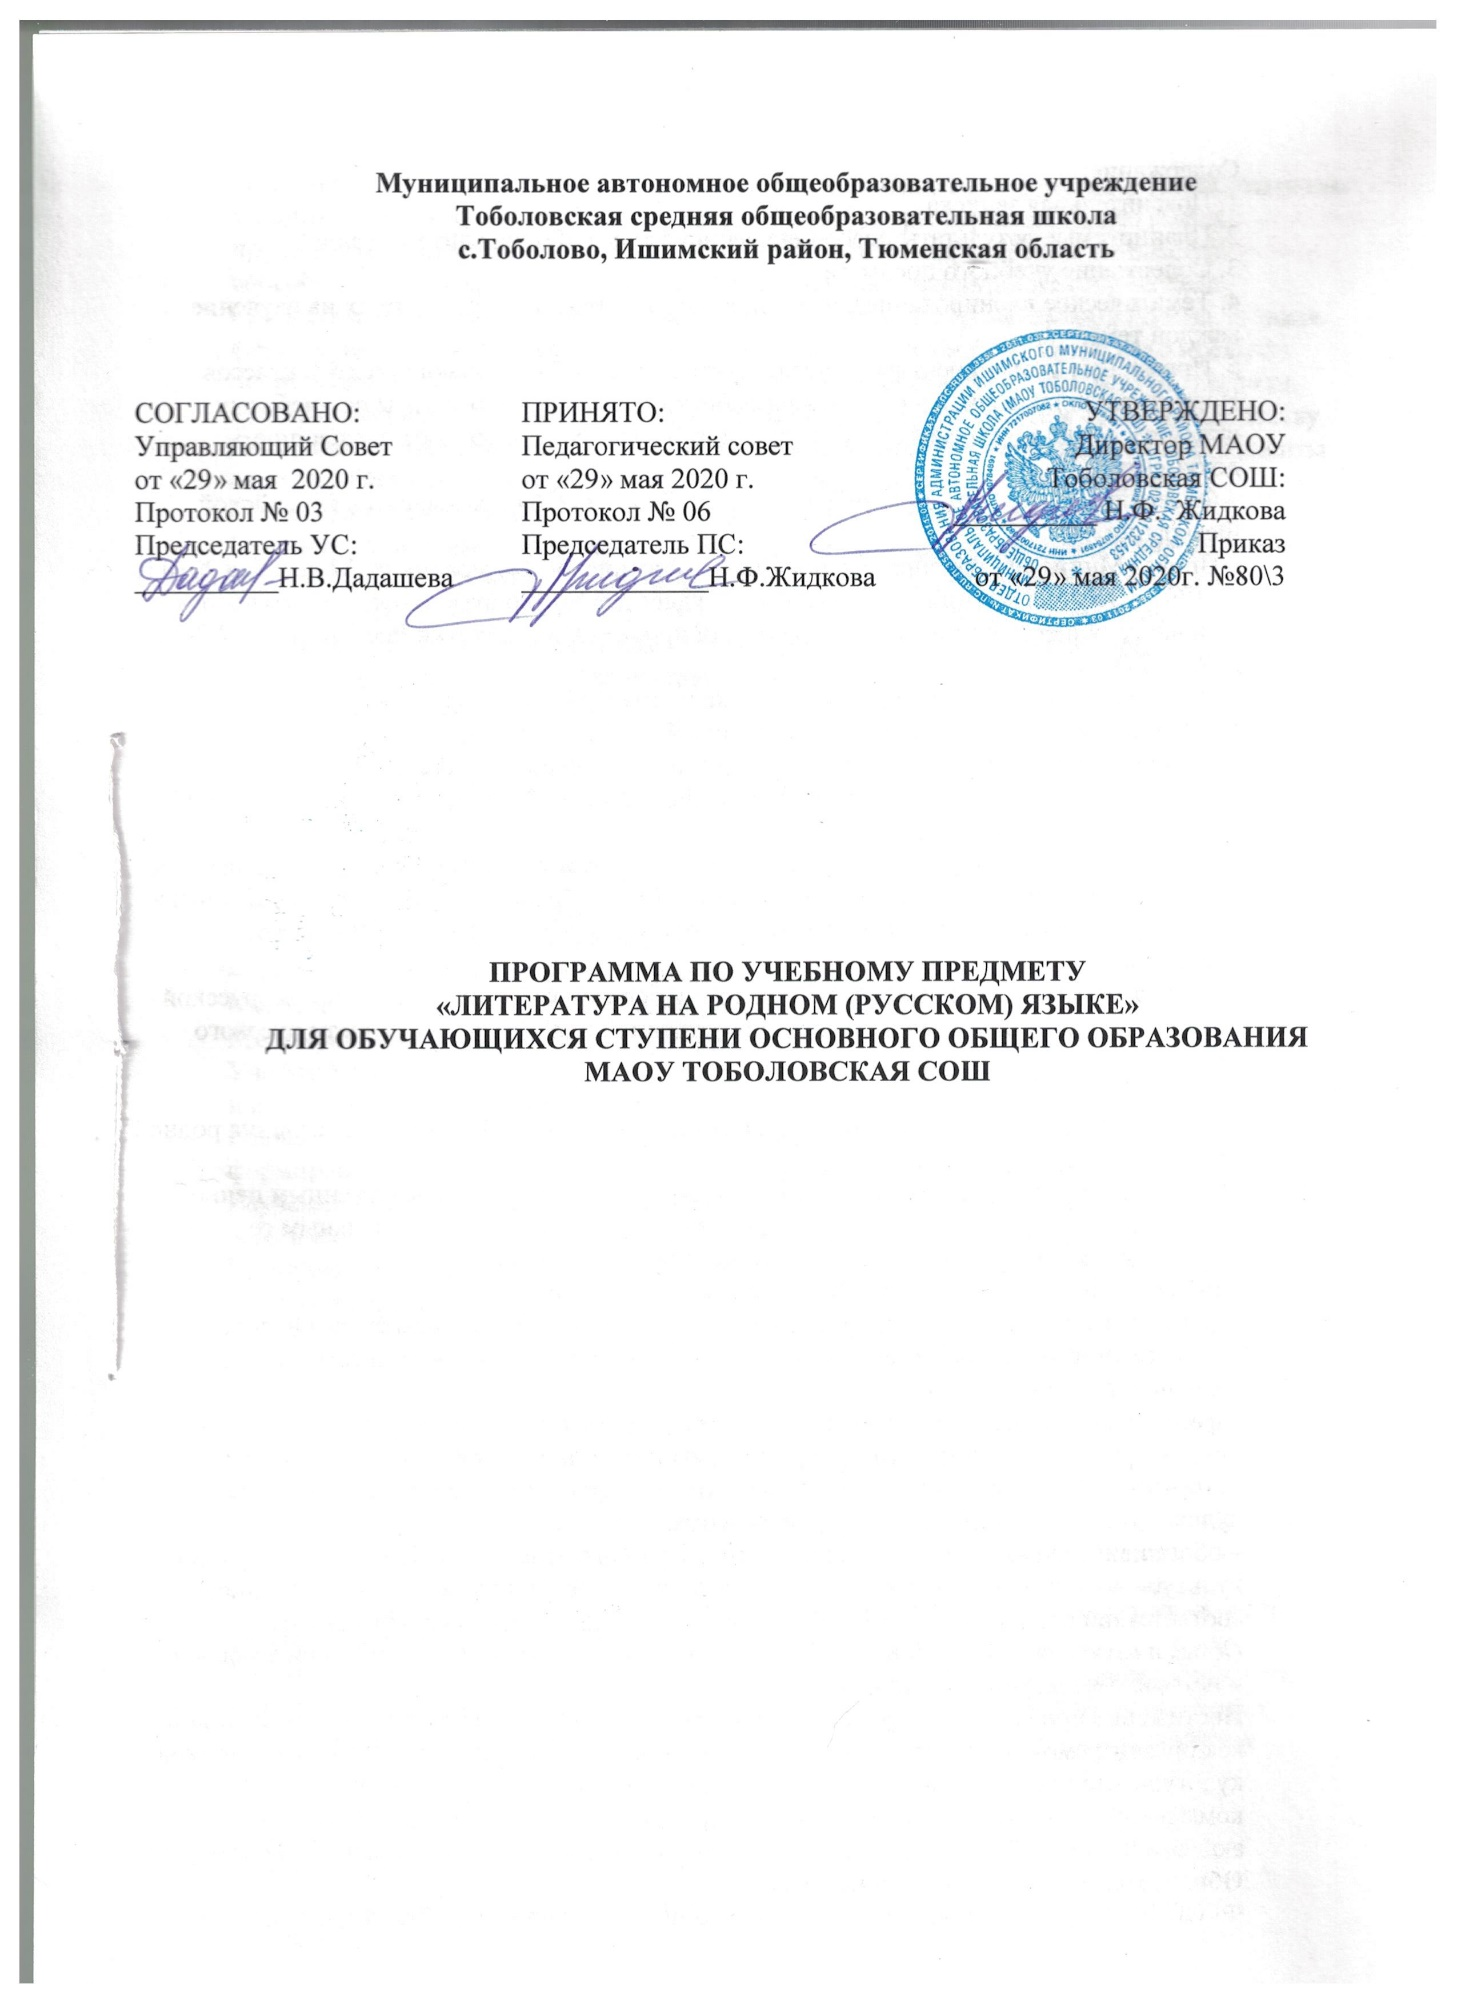 Муниципальное автономное общеобразовательное учреждение
Тоболовская средняя общеобразовательная школа
с.Тоболово, Ишимский район, Тюменская область
СОГЛАСОВАНО:
Управляющий Совет
от «29» мая 2020 г.
Протокол № 03
Председатель УС:
__________Н.В.Дадашева
ПРИНЯТО:
Педагогический совет
от «29» мая 2020 г.
Протокол № 06
Председатель ПС:
_____________Н.Ф.Жидкова
УТВЕРЖДЕНО:
Директор МАОУ
Тоболовская СОШ:
___________Н.Ф. Жидкова
Приказ
от «29» мая 2020г. №80\3
ПРОГРАММА ПО УЧЕБНОМУ ПРЕДМЕТУ
«ЛИТЕРАТУРА НА РОДНОМ (РУССКОМ) ЯЗЫКЕ»
ДЛЯ ОБУЧАЮЩИХСЯ СТУПЕНИ ОСНОВНОГО ОБЩЕГО ОБРАЗОВАНИЯ
МАОУ ТОБОЛОВСКАЯ СОШ